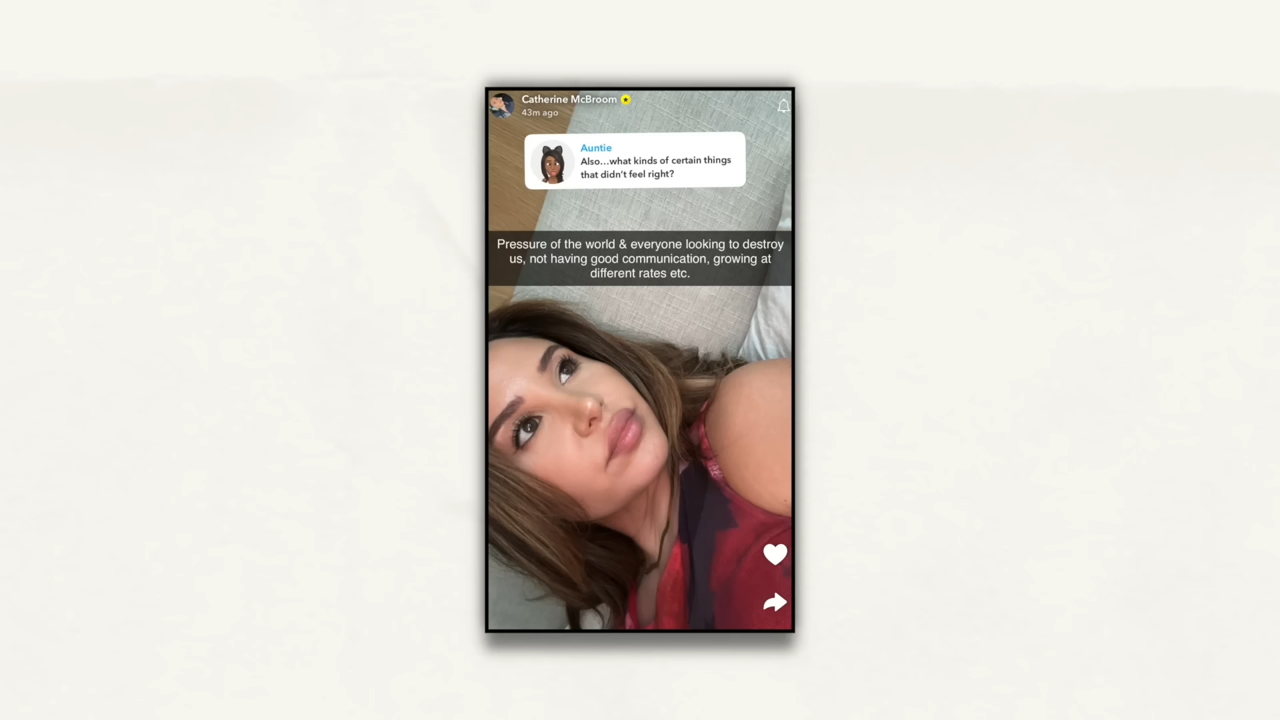 Catherine McBroom
43m ago
Auntie
Also...what kinds of certain things
that didn't feel right?
Pressure of the world & everyone looking to destroy
us, not having good communication, growing at
different rates etc.